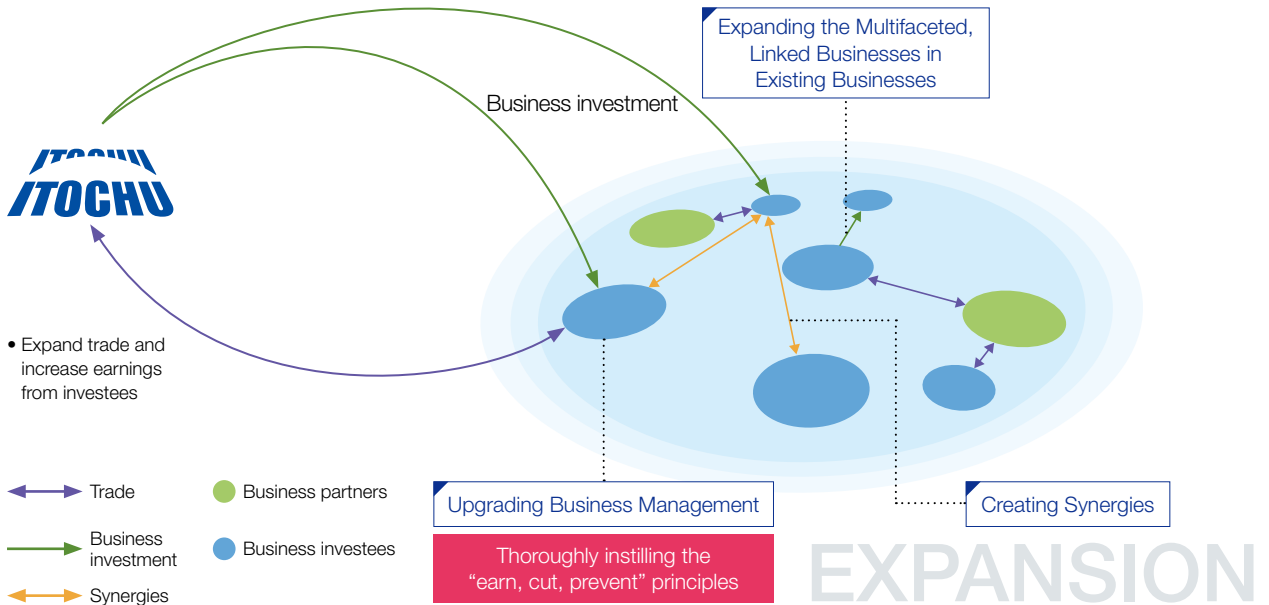 Expanding the Multifaceted,
Linked Businesses in
Existing Businesses
Business investment
ITOCHU
ITOCHU
• Expand trade and
increase earnings
from investees
Trade
Business partners
Business
investment
Business investees
Synergies
Upgrading Business Management
Thoroughly instilling the
“earn, cut, prevent” principles
Creating Synergies
EXPANSION